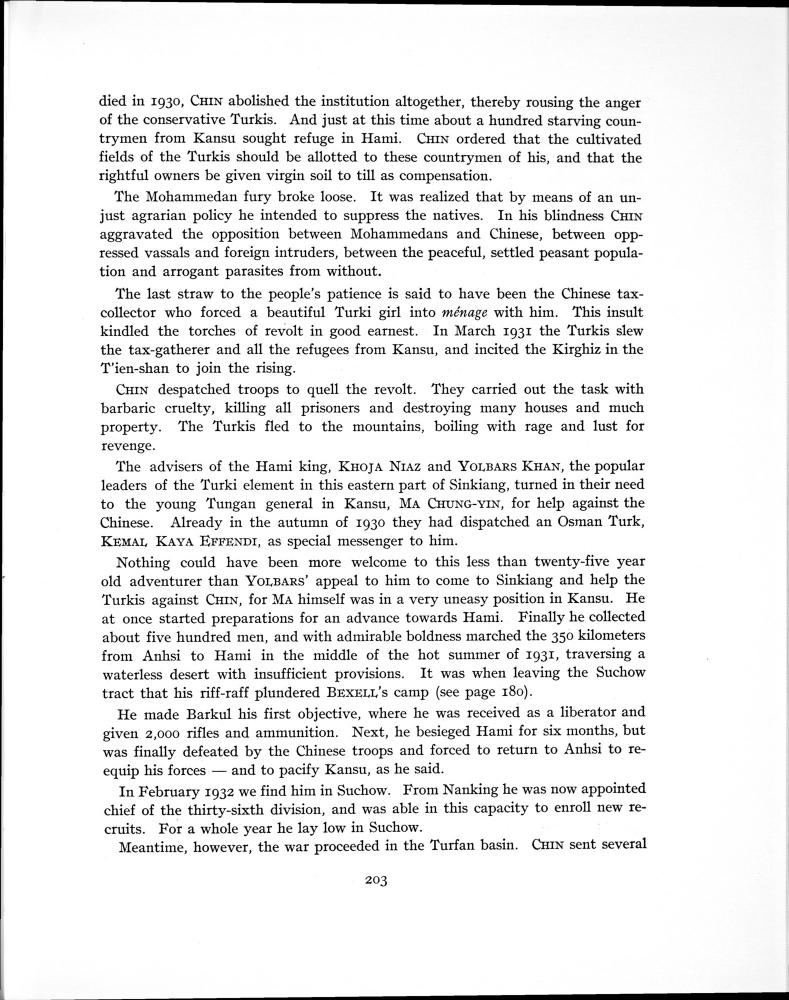 died in 1930, CHIN abolished the institution altogether, thereby rousing the anger
of the conservative Turkis. And just at this time about a hundred starving coun-
trymen from Kansu sought refuge in Hami. CHIN ordered that the cultivated
fields of the Turkis should be allotted to these countrymen of his, and that the
rightful owners be given virgin soil to till as compensation.
The Mohammedan fury broke loose. It was realized that by means of an un-
just agrarian policy he intended to suppress the natives. In his blindness CHIN
aggravated the opposition between Mohammedans and Chinese, between opp-
ressed vassals and foreign intruders, between the peaceful, settled peasant popula-
tion and arrogant parasites from without.
The last straw to the people's patience is said to have been the Chinese tax-
collector who forced a beautiful Turki girl into ménage with him. This insult
kindled the torches of revolt in good earnest. In March 1931 the Turkis slew
the tax-gatherer and all the refugees from Kansu, and incited the Kirghiz in the
T'ien-shan to join the rising.
CHIN despatched troops to quell the revolt. They carried out the task with
barbaric cruelty, killing all prisoners and destroying many houses and much
property. The Turkis fled to the mountains, boiling with rage and lust for
revenge.
The advisers of the Hami king, KHOJA NIAZ and YOLBARS KHAN, the popular
leaders of the Turki element in this eastern part of Sinkiang, turned in their need
to the young Tungan general in Kansu, MA CHUNG-YIN, for help against the
Chinese. Already in the autumn of 1930 they had dispatched an Osman Turk,
KEMAL KAYA EFFENDI, as special messenger to him.
Nothing could have been more welcome to this less than twenty-five year
old adventurer than YOLBARS' appeal to him to come to Sinkiang and help the
Turkis against CHIN, for MA himself was in a very uneasy position in Kansu. He
at once started preparations for an advance towards Hami. Finally he collected
about five hundred men, and with admirable boldness marched the 350 kilometers
from Anhsi to Hami in the middle of the hot summer of 1931, traversing a
waterless desert with insufficient provisions. It was when leaving the Suchow
tract that his riff-raff plundered BEXELL's camp (see page 180).
He made Barkul his first objective, where he was received as a liberator and
given 2,000 rifles and ammunition. Next, he besieged Hami for six months, but
was finally defeated by the Chinese troops and forced to return to Anhsi to re-
equip his forces — and to pacify Kansu, as he said.
In February 1932 we find him in Suchow. From Nanking he was now appointed
chief of the thirty-sixth division, and was able in this capacity to enroll new re-
cruits. For a whole year he lay low in Suchow.
Meantime, however, the war proceeded in the Turfan basin. CHIN sent several
203